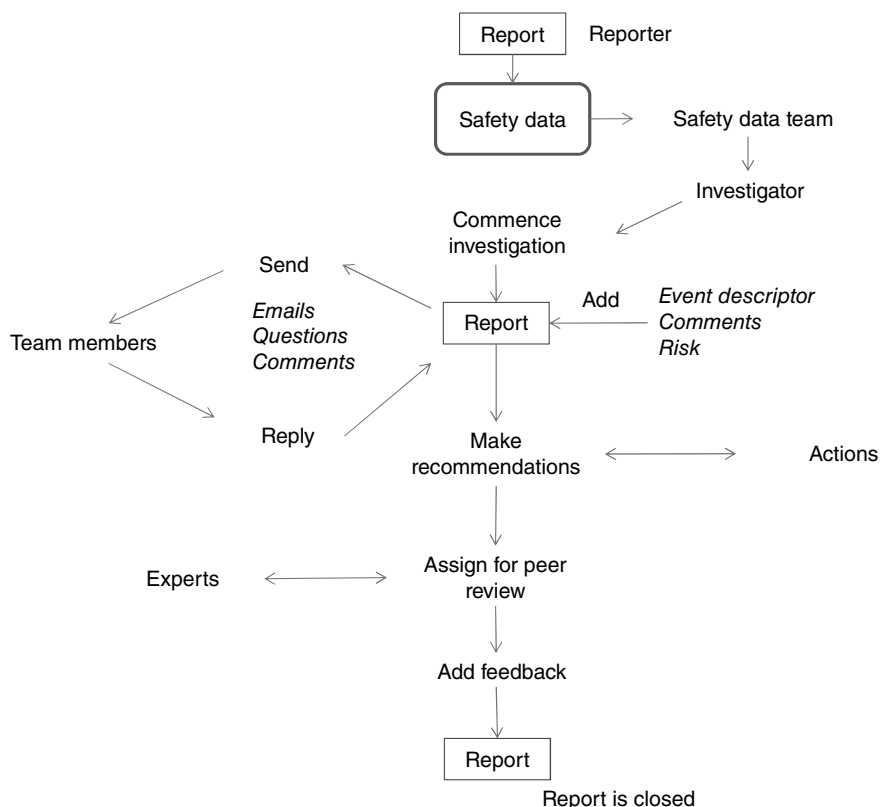 Report
Reporter
Safety data
Safety data team
Investigator
Commence
investigation
Send
Emails
Questions
Comments
Team members
Reply
Report
Add
Event descriptor
Comments
Risk
Make
recommendations
Actions
Experts
Assign for peer
review
Add feedback
Report
Report is closed